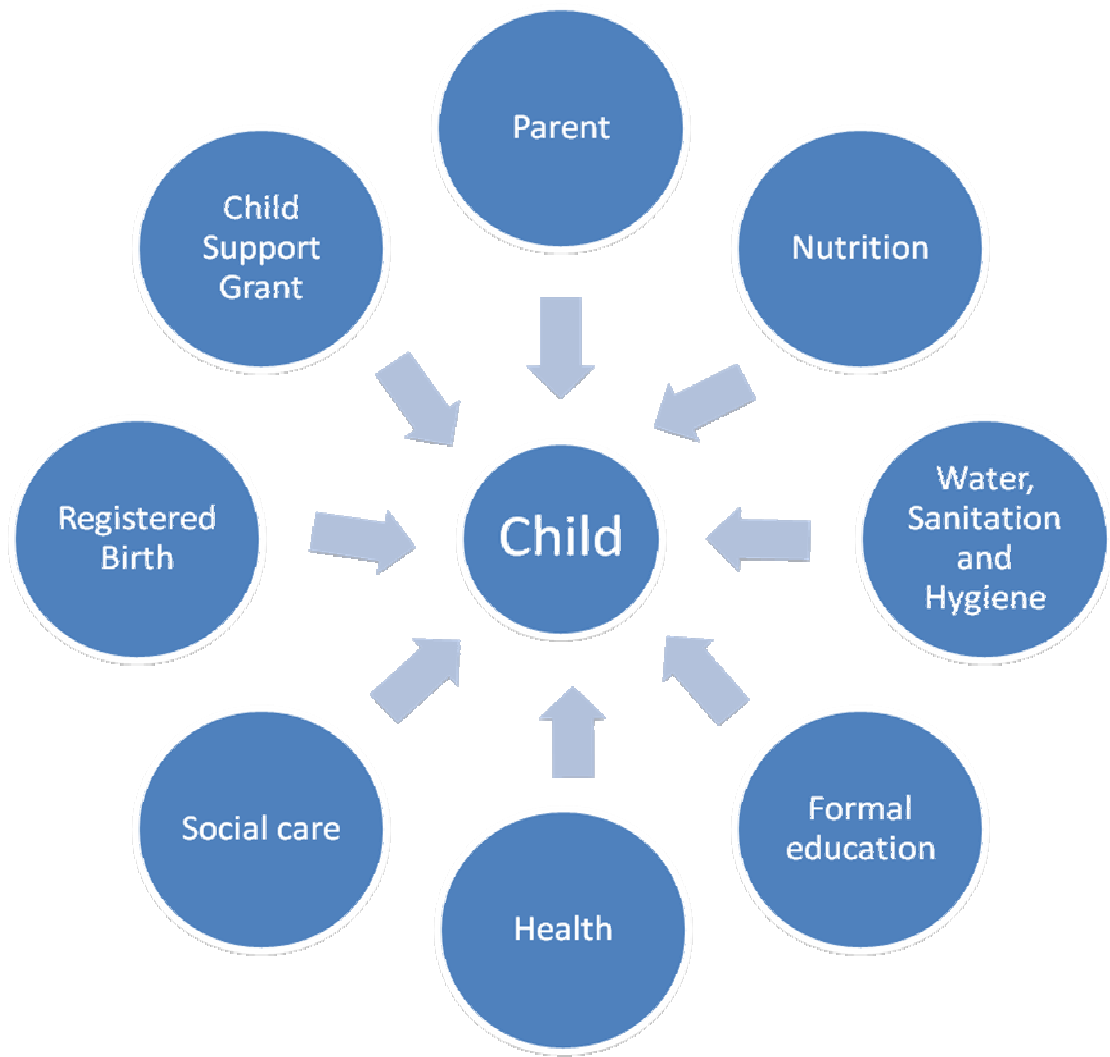 Parent
Child
Support
Grant
Nutrition
Registered
Birth
Child
Water,
Sanitation
and
Hygiene
Social care
Formal
education
Health